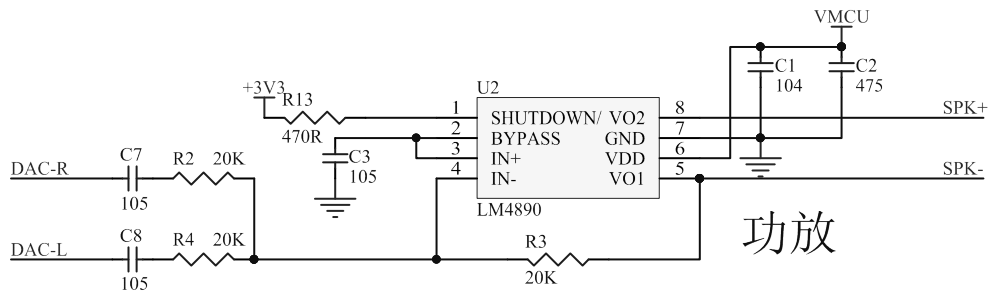 VMCU
C1
104
C2
475
U2
+3V3
R13
470R
1
2
3
4
SHUTDOWN/
BYPASS
IN+
IN-
VO2
GND
VDD
VO1
8
7
6
5
LM4890
SPK+
SPK-
C3
105
DAC-R
C7
105
R2
20K
DAC-L
C8
105
R4
20K
R3
20K
功放